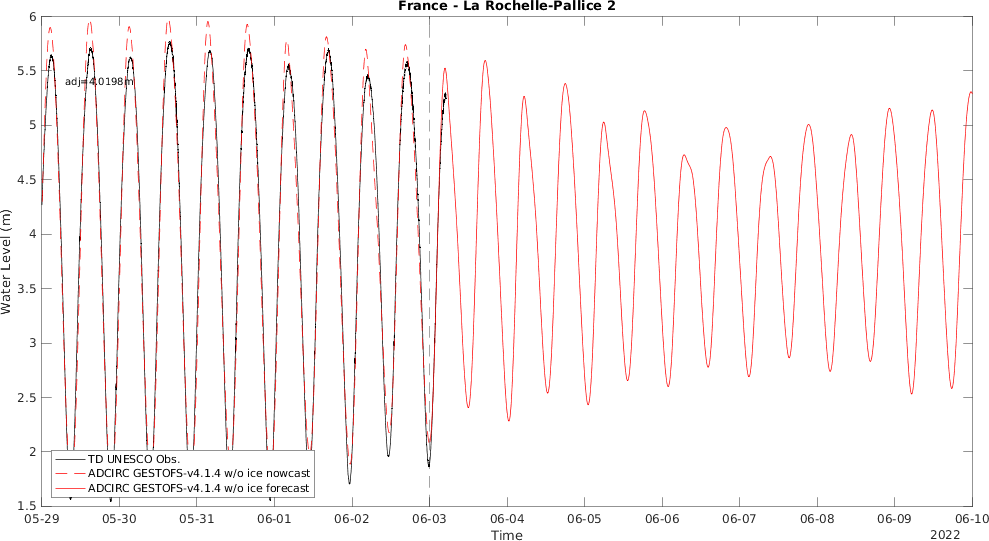 France - La Rochelle-Pallice 2
6
5.5
5
4.5
4
3.5
3
2.5
2
1.5
Water Level (m)
adj=4.0198m
TD UNESCO Obs.
ADCIRC GESTOFS-v4.1.4 w/o ice nowcast
ADCIRC GESTOFS-v4.1.4 w/o ice forecast
05-29 05-30 05-31 06-01 06-02 06-03 06-04 06-05 06-06 06-07 06-08 06-09 06-10
Time
2022